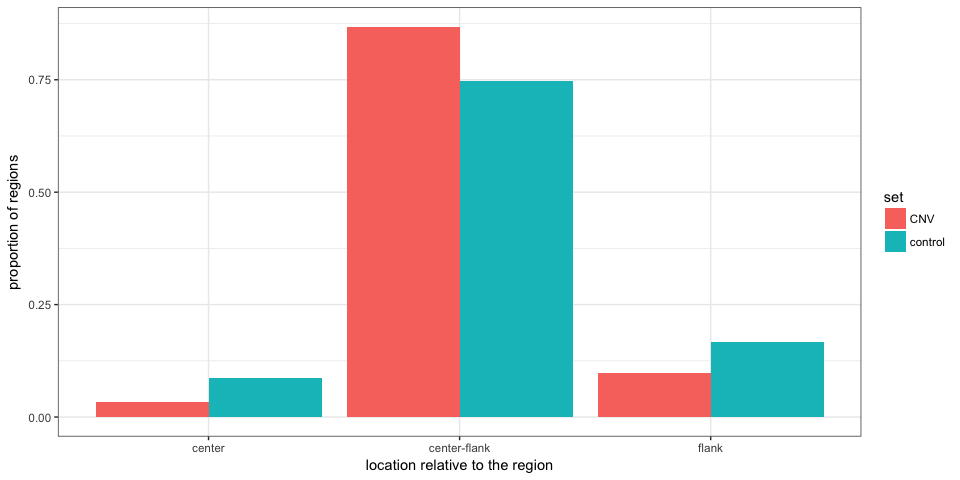 proportion of regions
0.75
0.50
0.25
0.00
center
center-flank
flank
location relative to the region
set
CNV
control